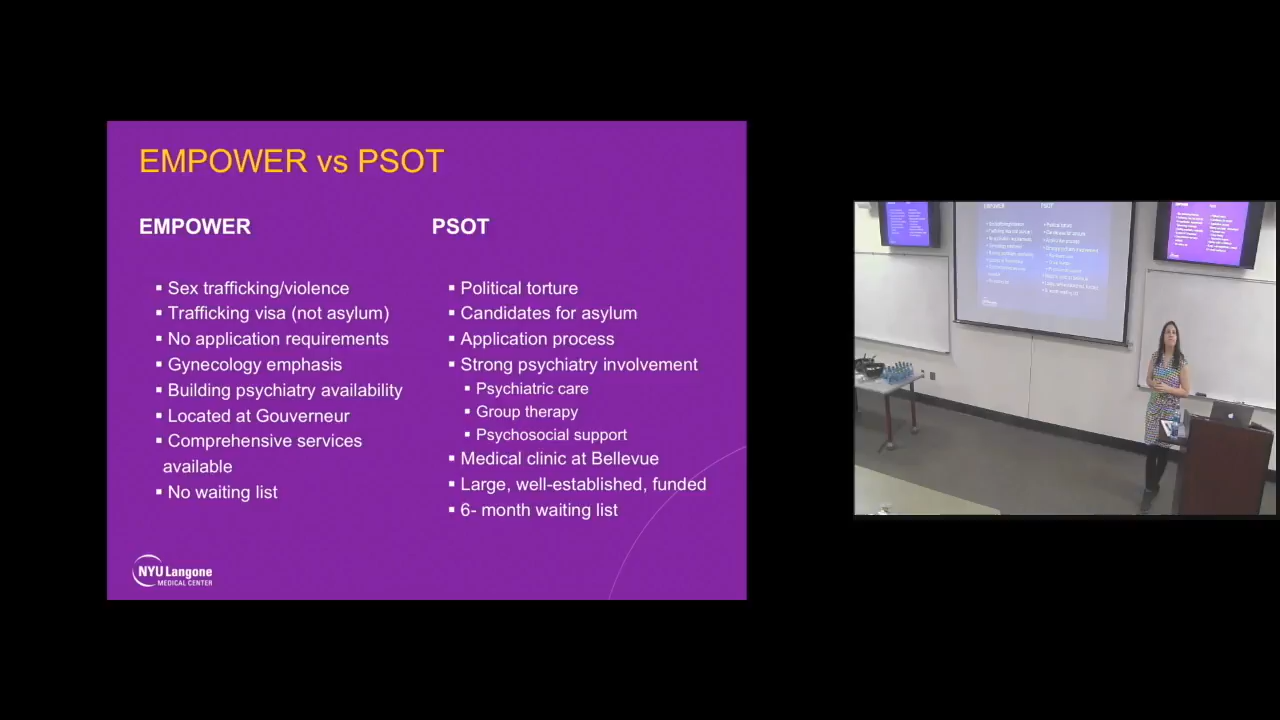 EMPOWER vs PSOT
EMPOWER
▪ Sex trafficking/violence
▪ Trafficking visa (not asylum)
▪ No application requirements
▪ Gynecology emphasis
▪ Building psychiatry availability
▪ Located at Gouverneur
▪ Comprehensive services
available
▪ No waiting list
PSOT
▪ Political torture
▪ Candidates for asylum
▪ Application process
▪ Strong psychiatry involvement
▪ Psychiatric care
▪ Group therapy
▪ Psychosocial support
▪ Medical clinic at Bellevue
▪ Large, well-established, funded
▪ 6- month waiting list
NYU Langone
MEDICAL CENTER